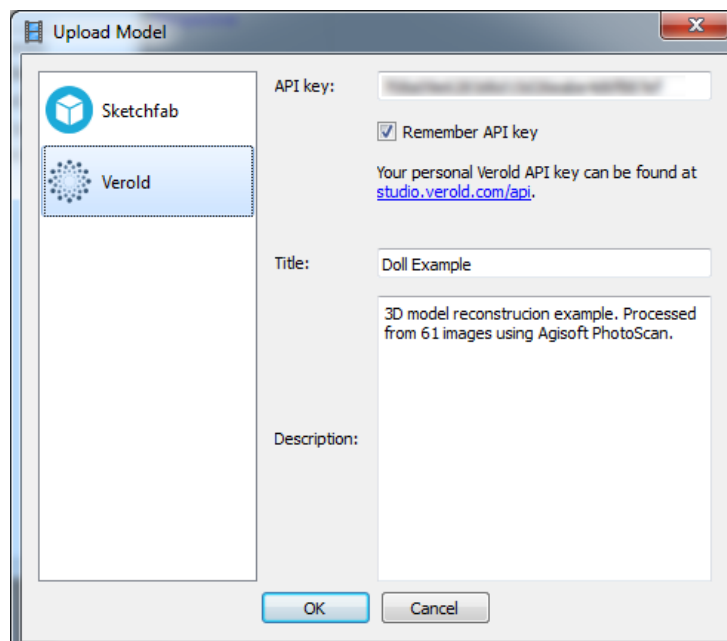 Upload Model
Sketchfab
Verold
API key:
Remember API key
Your personal Verold API key can be found at
studio.verold.com/api.
Title:
Doll Example
Description:
3D model reconstrucion example. Processed
from 61 images using Agisoft PhotoScan.
OK
Cancel